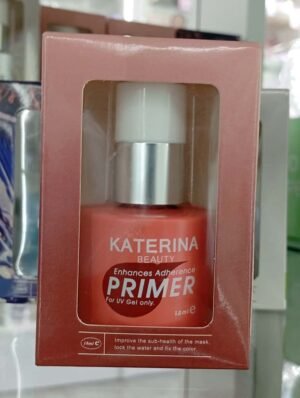 KATERINA
BEAUTY
Enhances Adherence
PRIMER
For UV Gel only.
18ml e
Improve the sub-health of the mask,
lock the water and fix the color